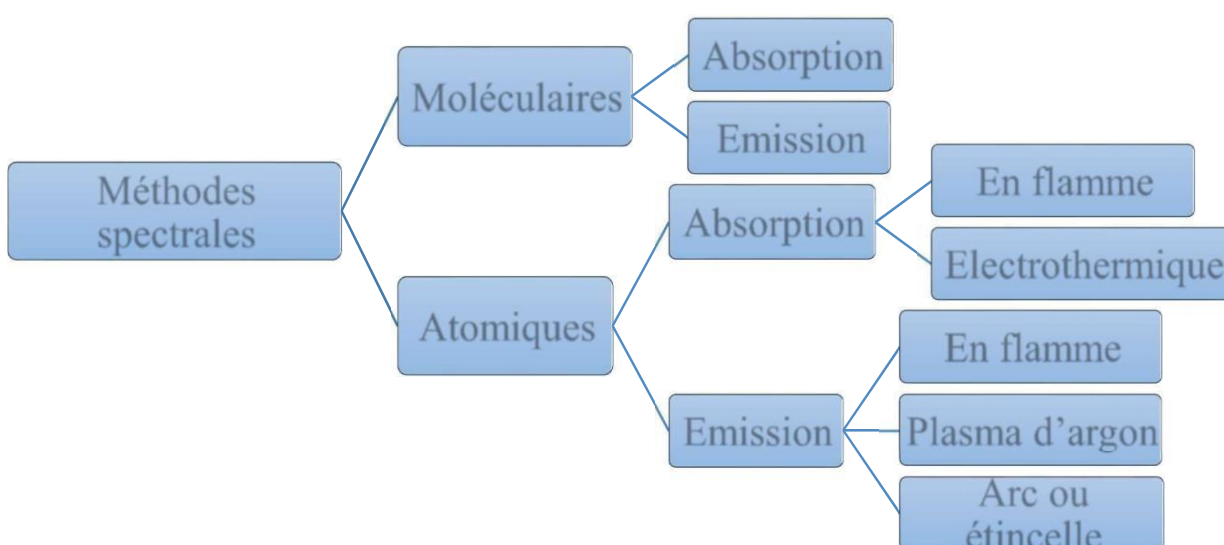 Méthodes
spectrales
Moléculaires
Absorption
Emission
Atomiques
Absorption
En flamme
Electrothermique
Emission
En flamme
Plasma d’argon
Arc ou
étincelle